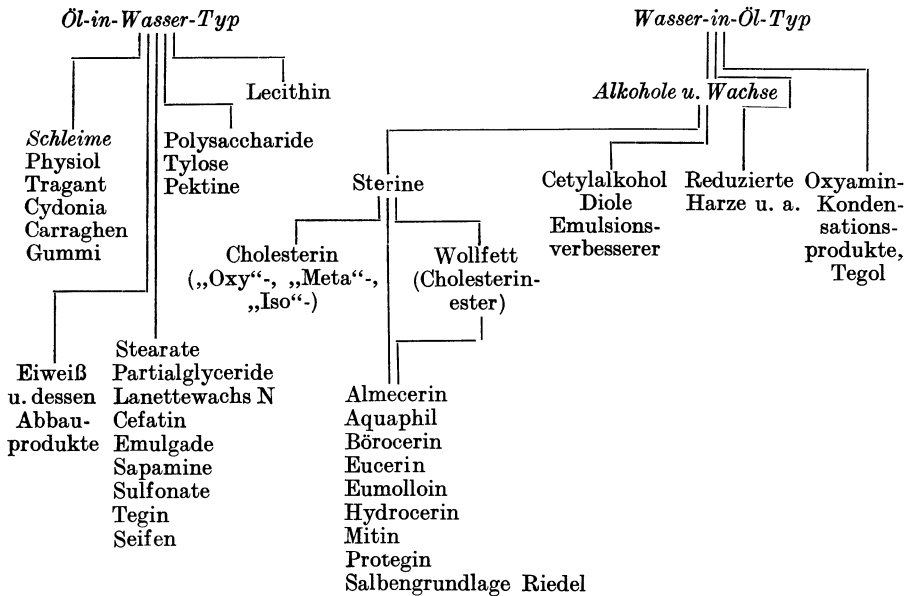 Öl-in-Wasser-Typ
Lecithin
Schleime
Physiol
Tragant
Cydonia
Carraghen
Gummi
Polysaccharide
Tylose
Pektine
Eiweiß
u. dessen
Abbau-
produkte
Stearate
Partialglyceride
Lanettewachs N
Cefatin
Emulgade
Sapamine
Sulfonate
Tegin
Seifen
Wasser-in-Öl-Typ
Alkohole u. Wachse
Sterine
Cholesterin
(„Oxy“-, „Meta“-,
„Iso“-)
Wollfett
(Cholesterin-
ester)
Almecerin
Aquaphil
Börocerin
Eucerin
Eumolloin
Hydrocerin
Mitin
Protegin
Salbengrundlage Riedel
Cetylalkohol
Diole
Emulsions-
verbesserer
Reduzierte
Harze u. a.
Oxyamin-
Konden-
sations-
produkte,
Tegol